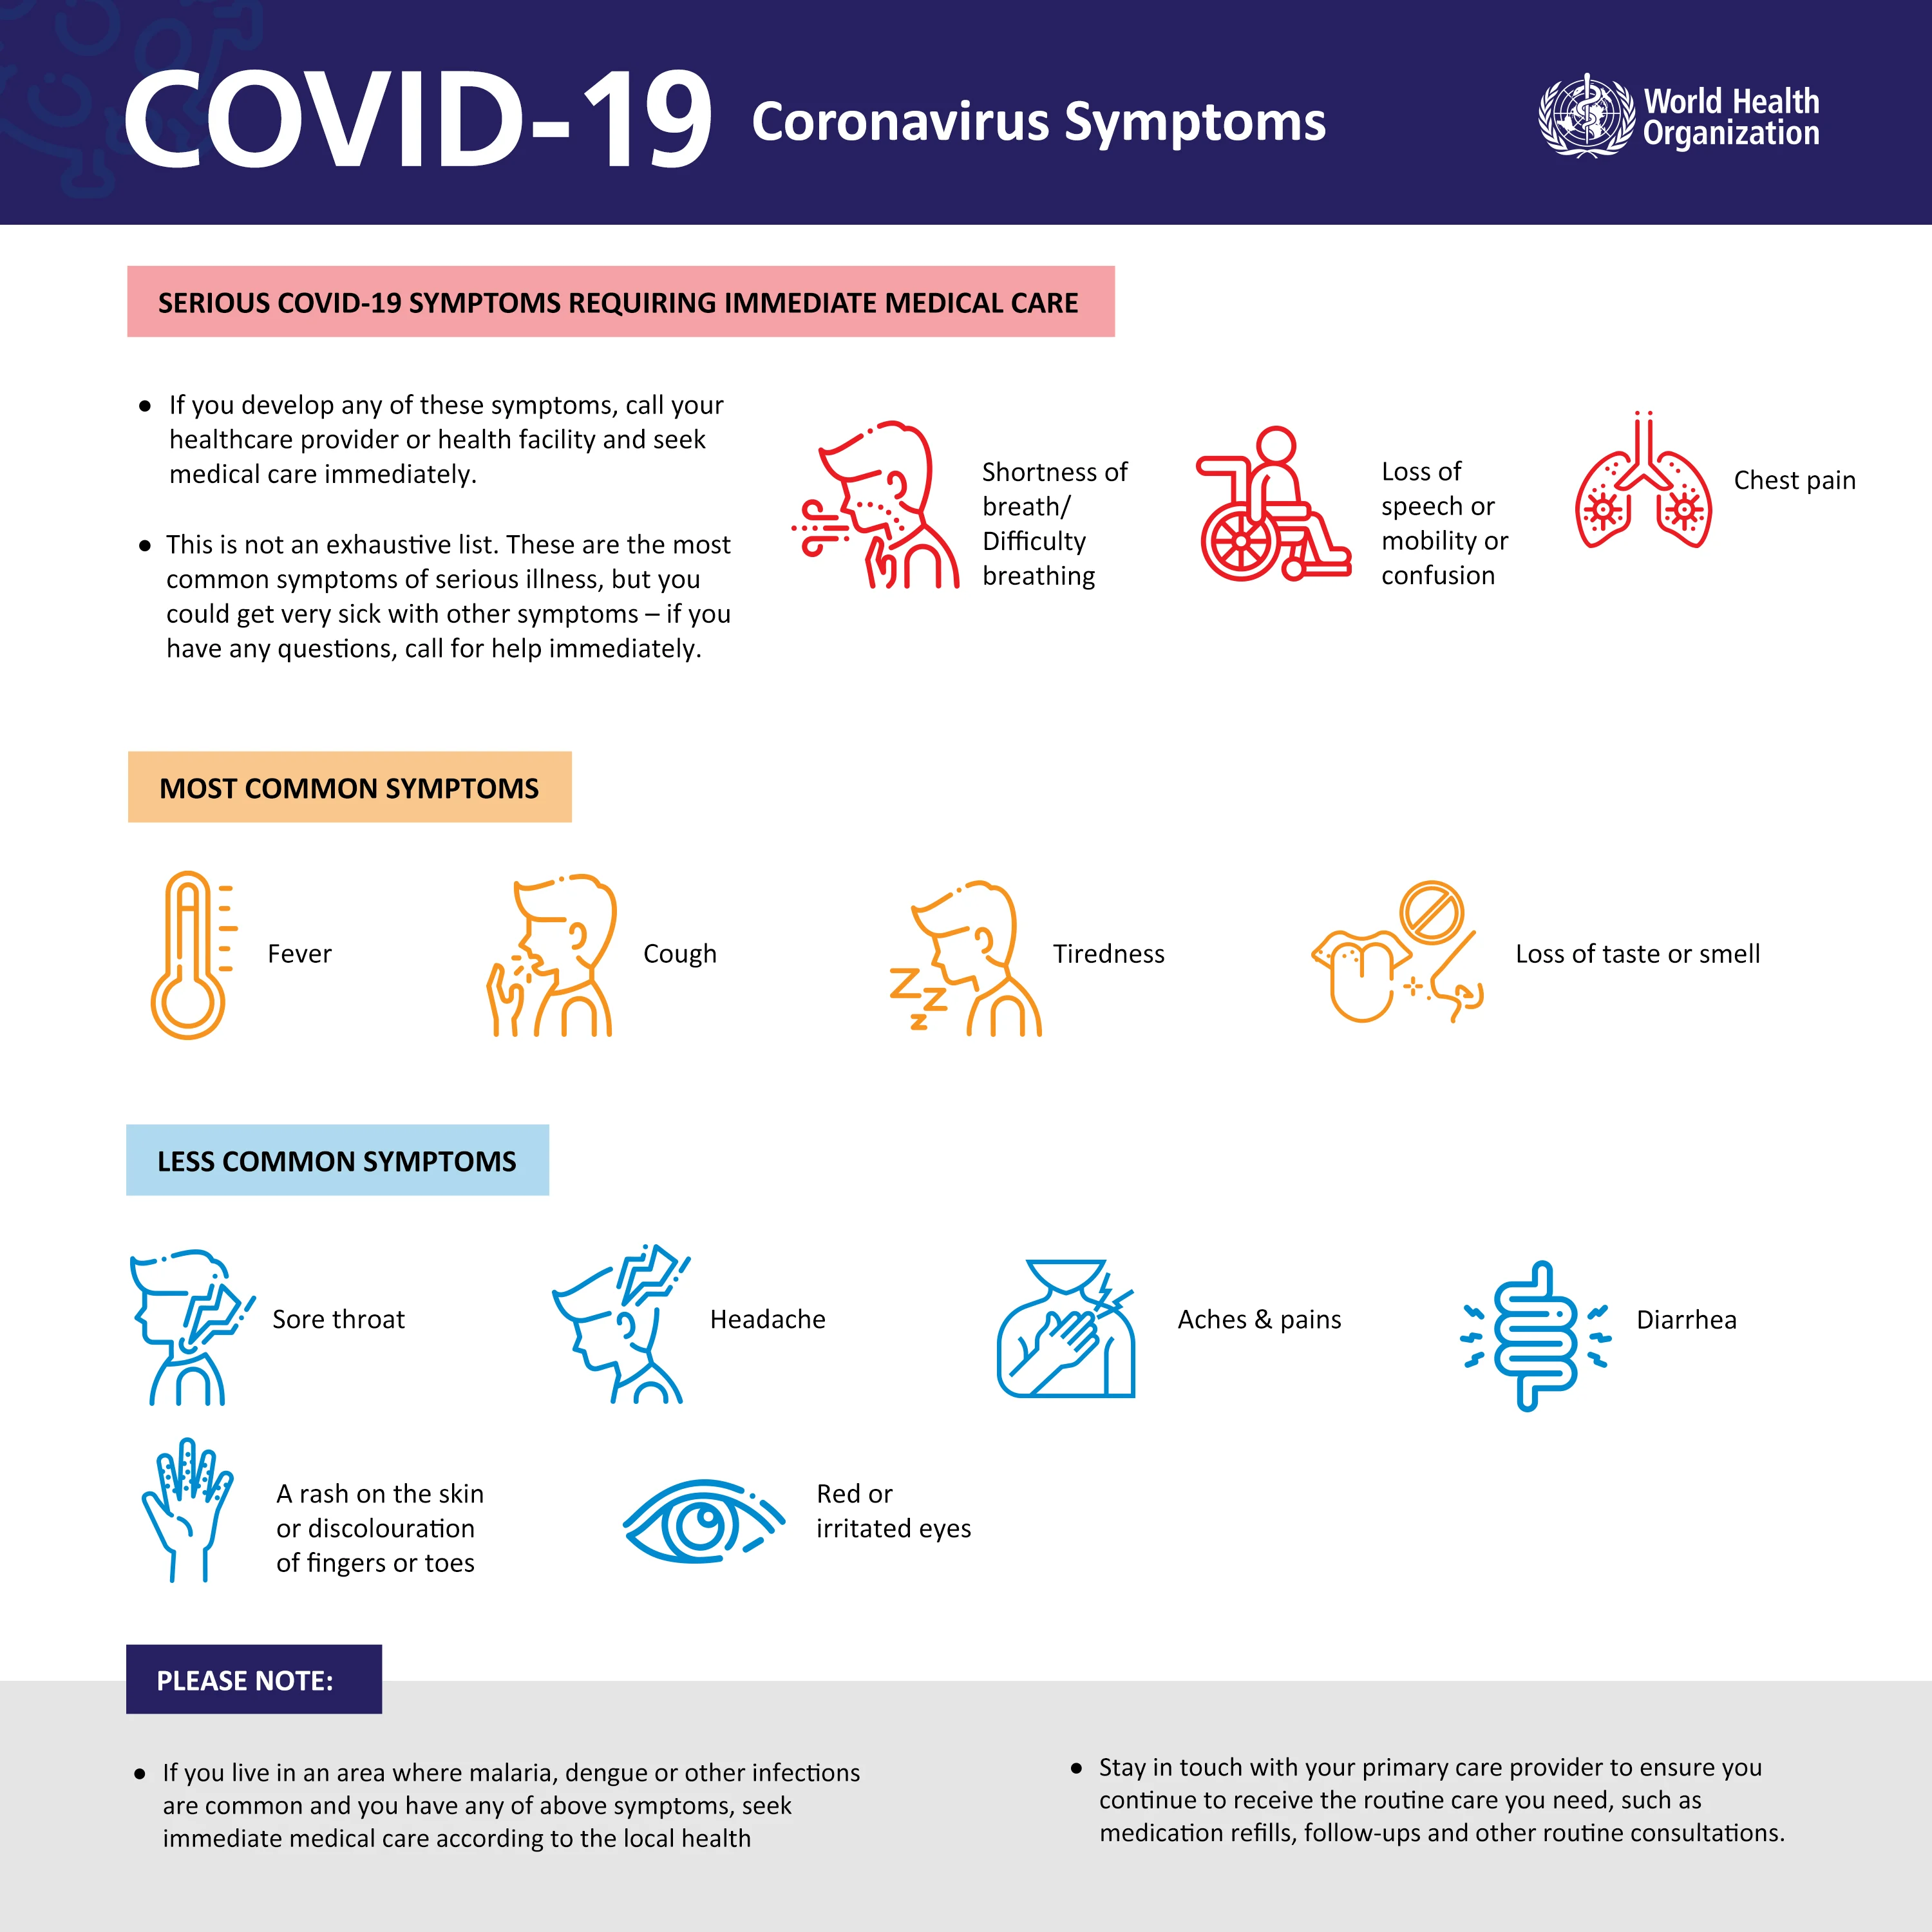 COVID-19 Coronavirus Symptoms
World Health
Organization
SERIOUS COVID-19 SYMPTOMS REQUIRING IMMEDIATE MEDICAL CARE
● If you develop any of these symptoms, call your
healthcare provider or health facility and seek
medical care immediately.
● This is not an exhaustive list. These are the most
common symptoms of serious illness, but you
could get very sick with other symptoms – if you
have any questions, call for help immediately.
Shortness of
breath/
Difficulty
breathing
Loss of
speech or
mobility or
confusion
Chest pain
MOST COMMON SYMPTOMS
Fever
Cough
ZZz
Tiredness
Loss of taste or smell
LESS COMMON SYMPTOMS
Sore throat
Headache
Aches & pains
Diarrhea
A rash on the skin
or discolouration
of fingers or toes
Red or
irritated eyes
PLEASE NOTE:
● If you live in an area where malaria, dengue or other infections
are common and you have any of above symptoms, seek
immediate medical care according to the local health
● Stay in touch with your primary care provider to ensure you
continue to receive the routine care you need, such as
medication refills, follow-ups and other routine consultations.